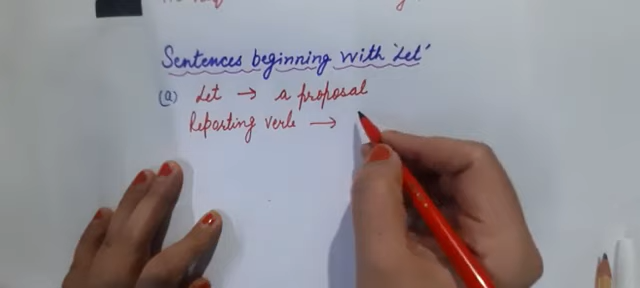 Sentences beginning with 'Let'
(a) Let → a proposal
Reporting verb →